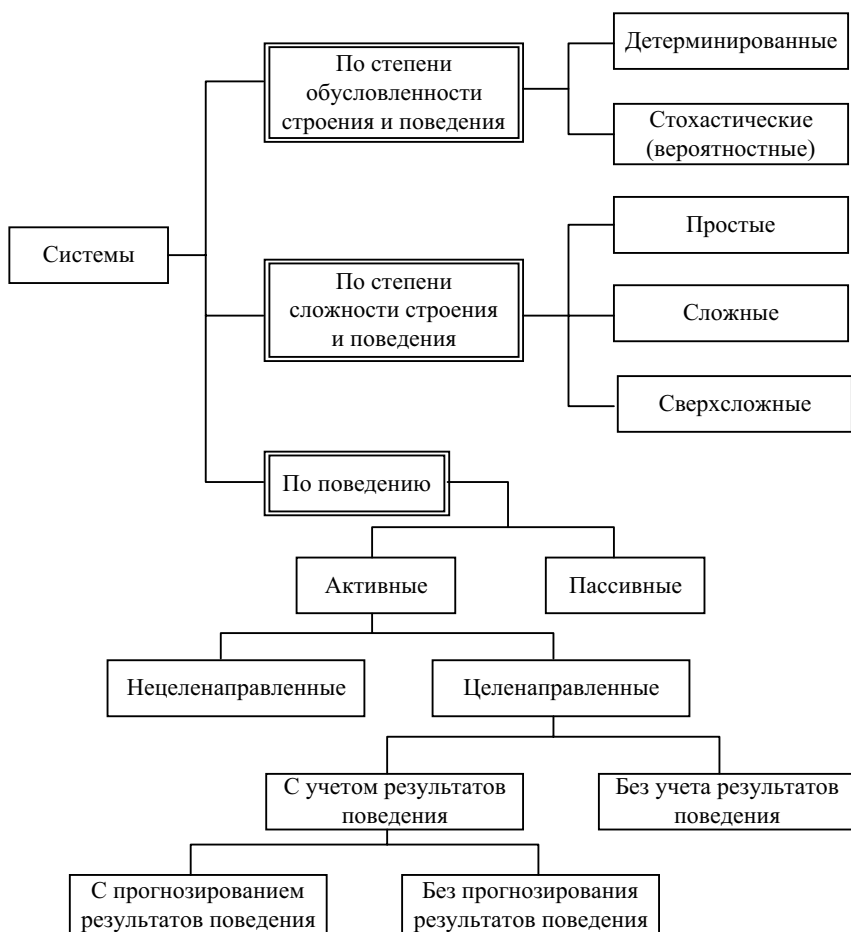 Системы
По степени
обусловленности
строения и поведения
Детерминированные
Стохастические
(вероятностные)
По степени
сложности строения
и поведения
Простые
Сложные
Сверхсложные
По поведению
Активные
Пассивные
Нецеленаправленные
Целенаправленные
С учетом результатов
поведения
Без учета результатов
поведения
С прогнозированием
результатов поведения
Без прогнозирования
результатов поведения